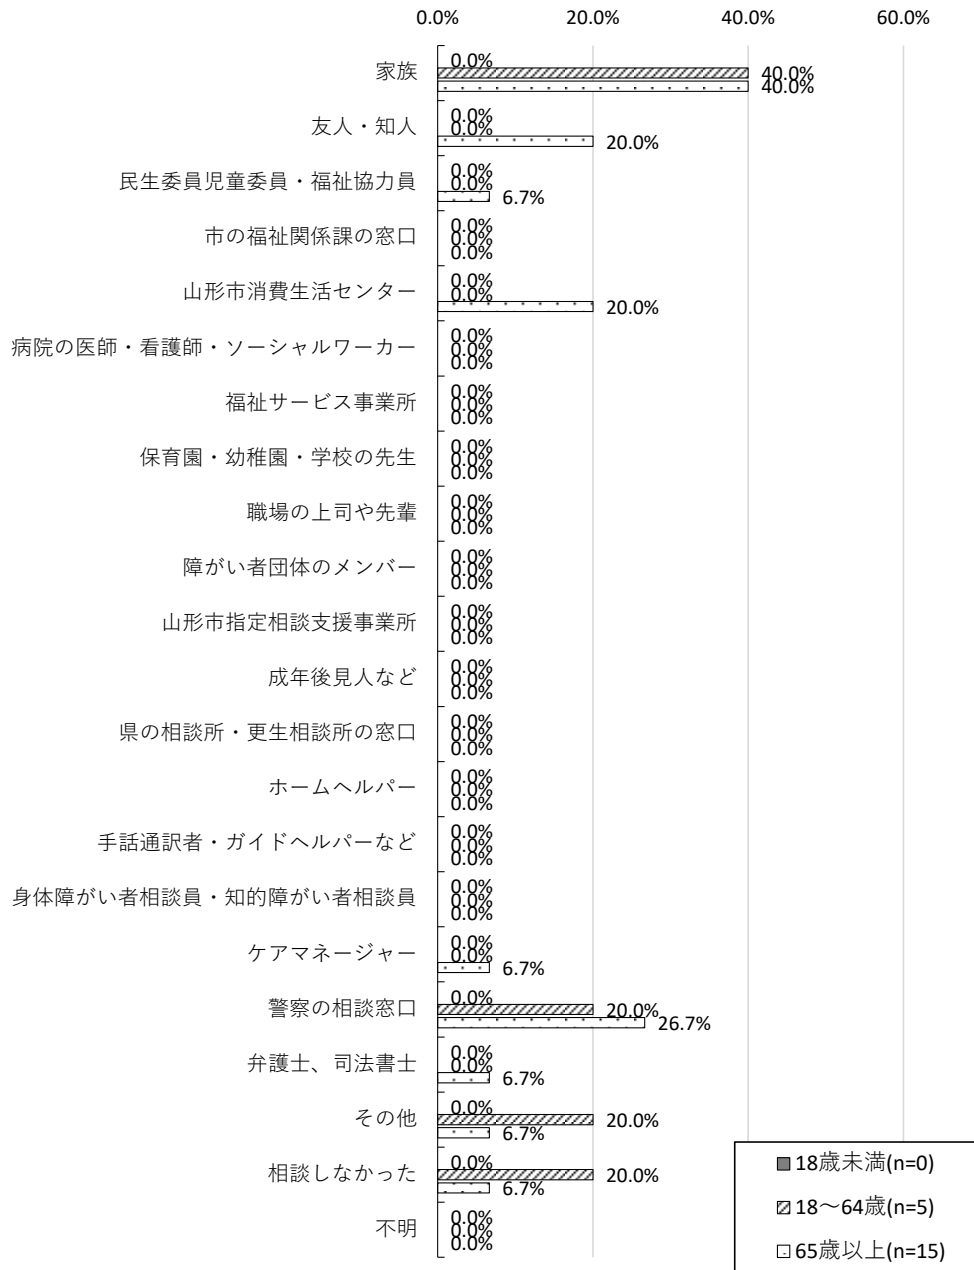 0.0% 20.0% 40.0% 60.0%
家族 0.0%
40.0%
40.0%
友人・知人 0.0%
0.0%
20.0%
民生委員児童委員・福祉協力員 0.0%
0.0%
6.7%
市の福祉関係課の窓口 0.0%
0.0%
0.0%
山形市消費生活センター 0.0%
0.0%
20.0%
病院の医師・看護師・ソーシャルワーカー 0.0%
0.0%
0.0%
福祉サービス事業所 0.0%
0.0%
0.0%
保育園・幼稚園・学校の先生 0.0%
0.0%
0.0%
職場の上司や先輩 0.0%
0.0%
0.0%
障がい者団体のメンバー 0.0%
0.0%
0.0%
山形市指定相談支援事業所 0.0%
0.0%
0.0%
成年後見人など 0.0%
0.0%
0.0%
県の相談所・更生相談所の窓口 0.0%
0.0%
0.0%
ホームヘルパー 0.0%
0.0%
0.0%
手話通訳者・ガイドヘルパーなど 0.0%
0.0%
0.0%
身体障がい者相談員・知的障がい者相談員 0.0%
0.0%
0.0%
ケアマネージャー 0.0%
0.0%
6.7%
警察の相談窓口 0.0%
20.0%
26.7%
弁護士、司法書士 0.0%
0.0%
6.7%
その他 0.0%
20.0%
6.7%
相談しなかった 0.0%
20.0%
6.7%
不明 0.0%
0.0%
0.0%
18歳未満(n=0)
18～64歳(n=5)
65歳以上(n=15)